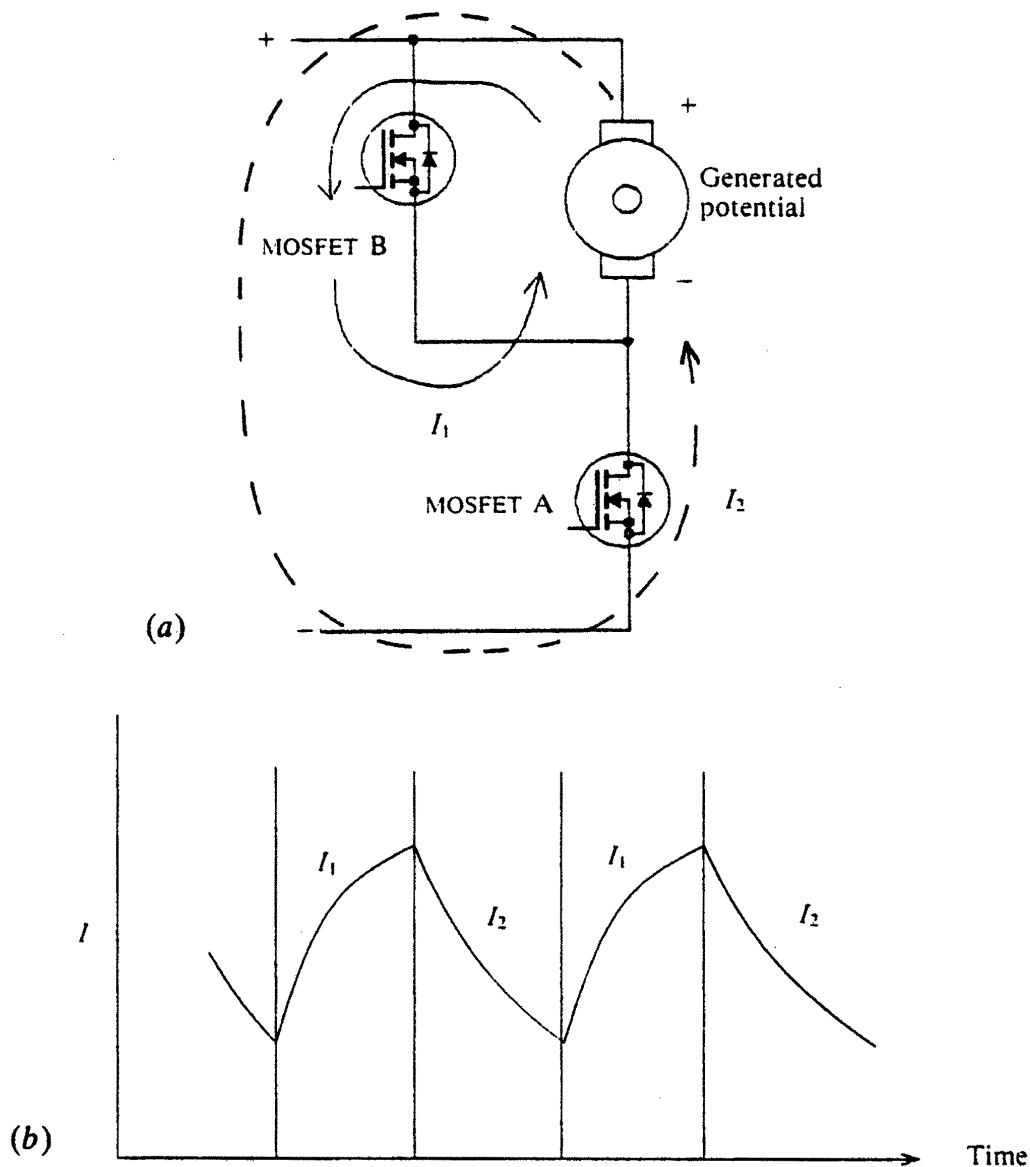 +
+
Generated
potential
MOSFET B
−
I₁
MOSFET A
I₂
(a)
−
I₁
I₁
I₂
I₂
I
(b)
Time